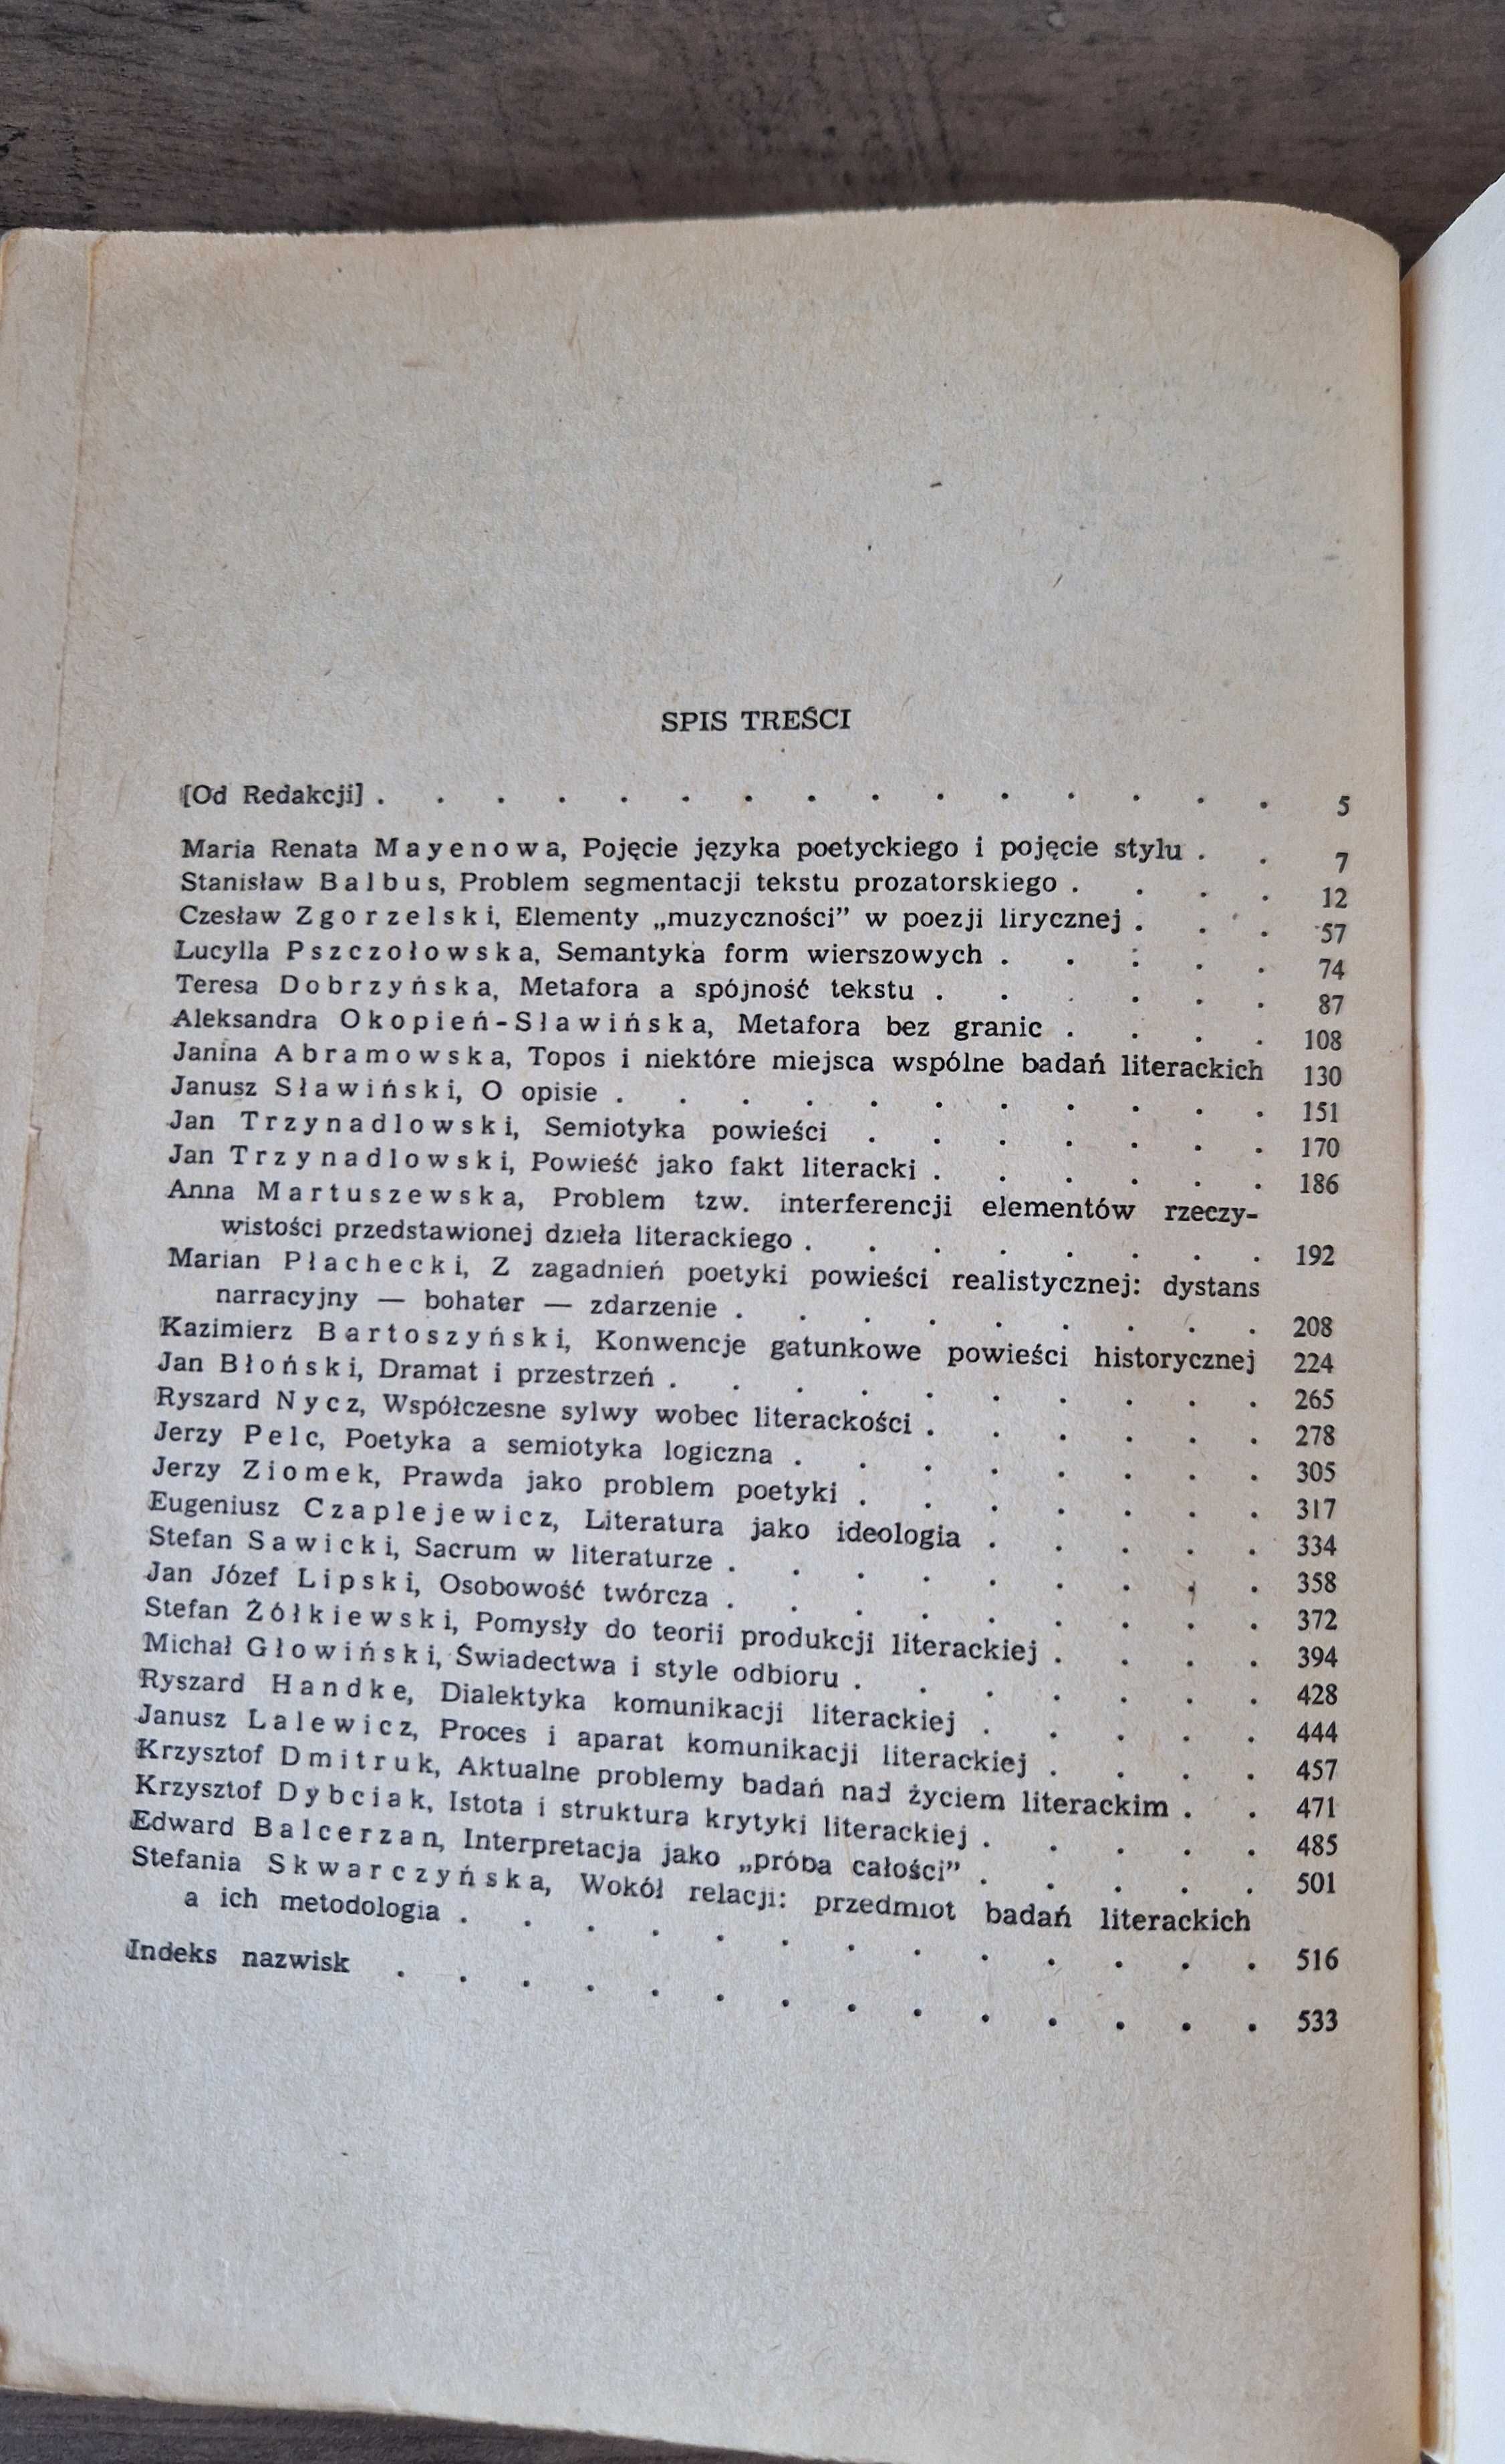 SPIS TREŚCI
[Od Redakcji] . . . . . . . . . . . . . . . 5
Maria Renata Mayenowa, Pojęcie języka poetyckiego i pojęcie stylu . . 7
Stanisław Balbus, Problem segmentacji tekstu prozatorskiego . . . . 12
Czesław Zgorzelski, Elementy „muzyczności” w poezji lirycznej . . . 57
Lucylla Pszczołowska, Semantyka form wierszowych . . . . . 74
Teresa Dobrzyńska, Metafora a spójność tekstu . . . . . . 87
Aleksandra Okopień-Sławińska, Metafora bez granic . . . . 108
Janina Abramowska, Topos i niektóre miejsca wspólne badań literackich 130
Janusz Sławiński, O opisie . . . . . . . . . . . 151
Jan Trzynadlowski, Semiotyka powieści . . . . . . . 170
Jan Trzynadlowski, Powieść jako fakt literacki . . . . . . 186
Anna Martuszewska, Problem tzw. interferencji elementów rzeczy-
wistości przedstawionej dzieła literackiego . . . . . . . . 192
Marian Płachecki, Z zagadnień poetyki powieści realistycznej: dystans
narracyjny — bohater — zdarzenie . . . . . . . . . 208
Kazimierz Bartoszyński, Konwencje gatunkowe powieści historycznej 224
Jan Błoński, Dramat i przestrzeń . . . . . . . . . . 265
Ryszard Nycz, Współczesne sylwy wobec literackości . . . . . . 278
Jerzy Pelc, Poetyka a semiotyka logiczna . . . . . . . . 305
Jerzy Ziomek, Prawda jako problem poetyki . . . . . . . 317
Eugeniusz Czaplejewicz, Literatura jako ideologia . . . . . 334
Stefan Sawicki, Sacrum w literaturze . . . . . . . . . 358
Jan Józef Lipski, Osobowość twórcza . . . . . . . . . 372
Stefan Żółkiewski, Pomysły do teorii produkcji literackiej . . . . 394
Michał Głowiński, Świadectwa i style odbioru . . . . . . . 428
Ryszard Handke, Dialektyka komunikacji literackiej . . . . . 444
Janusz Lalewicz, Proces i aparat komunikacji literackiej . . . . 457
Krzysztof Dmitruk, Aktualne problemy badań nad życiem literackim . . 471
Krzysztof Dybciak, Istota i struktura krytyki literackiej . . . . . 485
Edward Balcerzan, Interpretacja jako „próba całości” . . . . . 501
Stefania Skwarczyńska, Wokół relacji: przedmiot badań literackich
a ich metodologia . . . . . . . . . . . . . 516
Indeks nazwisk . . . . . . . . . . . . . . 533